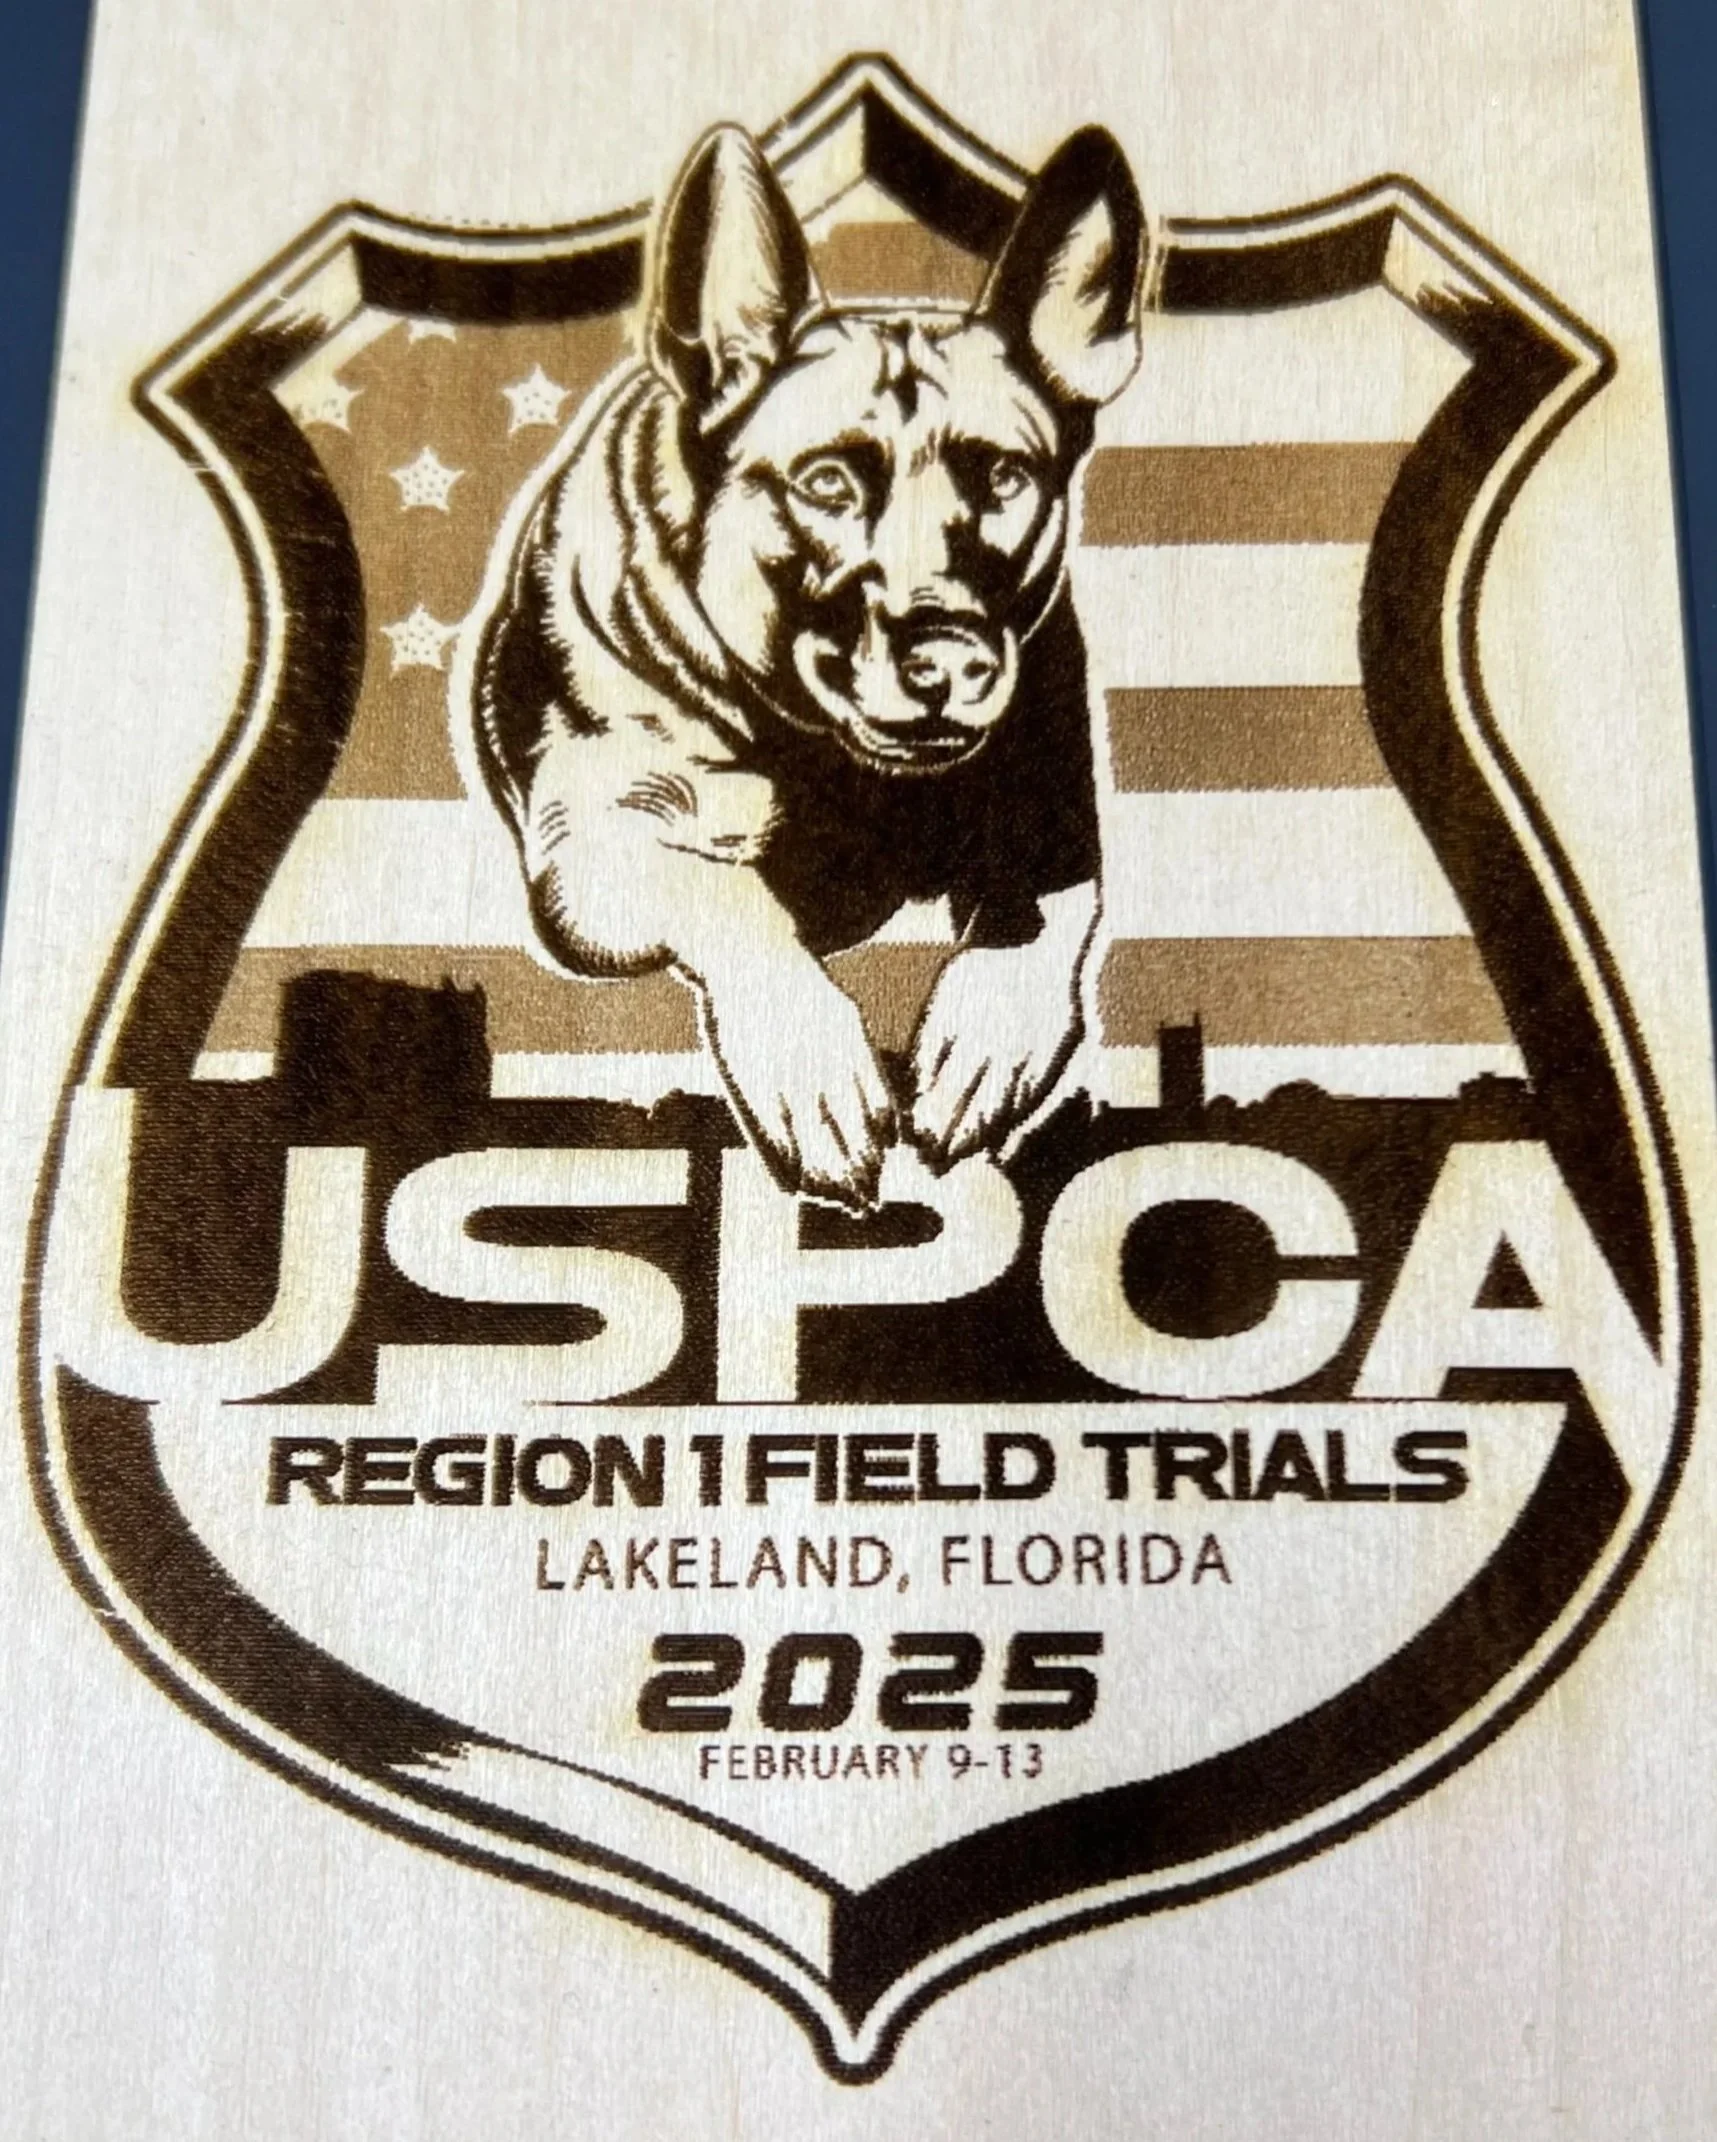 USPCA
REGION 1 FIELD TRIALS
LAKELAND, FLORIDA
2025
FEBRUARY 9-13